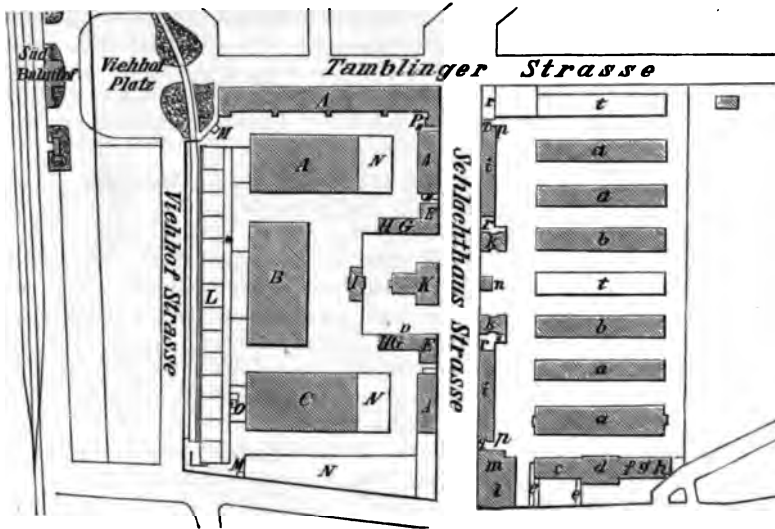 Süd
Bahnhof
Viehhof
Platz
Tamblinger Strasse
Viehhof Strasse
Schlachthaus Strasse
A
P
M
A
N
A
E
H G
B
I
K
L
D
H G
E
O
C
N
A
M
N
r
t
p
i
a
a
r
k
b
n
t
k
b
r
i
a
a
p
m
l
c
d
f
g
h
e
e